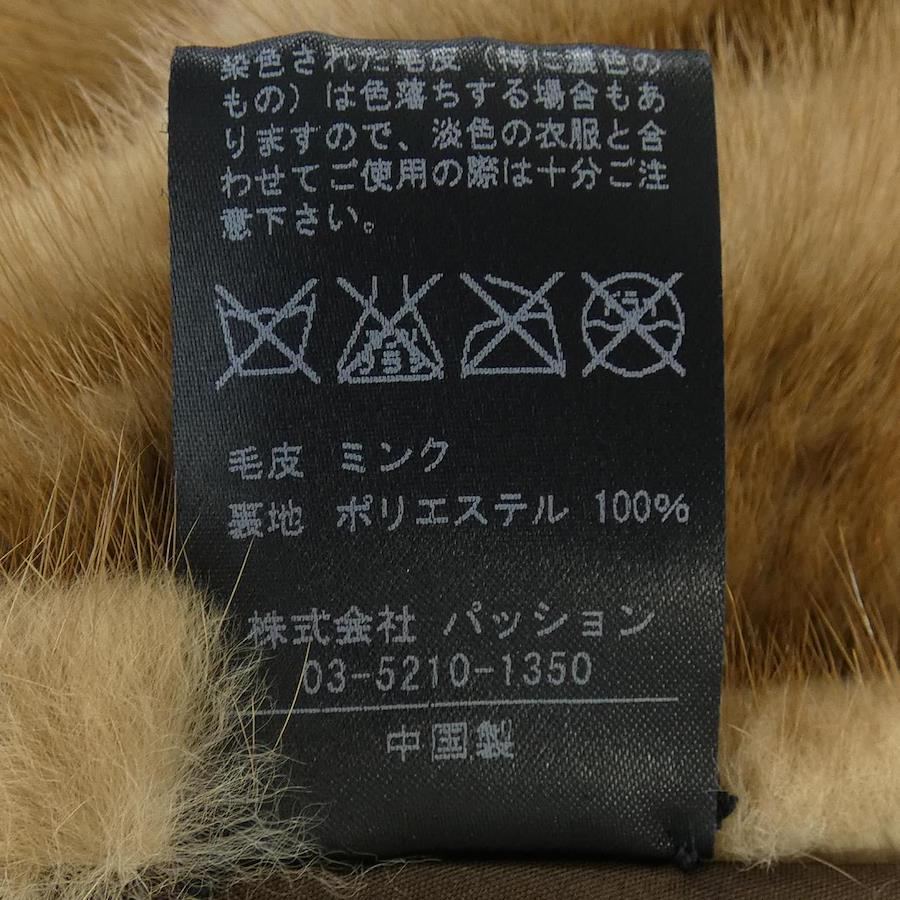 染色された毛皮（特に濃色の
もの）は色落ちする場合もあ
りますので、淡色の衣服と合
わせてご使用の際は十分ご注
意下さい。
毛皮 ミンク
裏地 ポリエステル 100%
株式会社 パッション
03-5210-1350
中国製